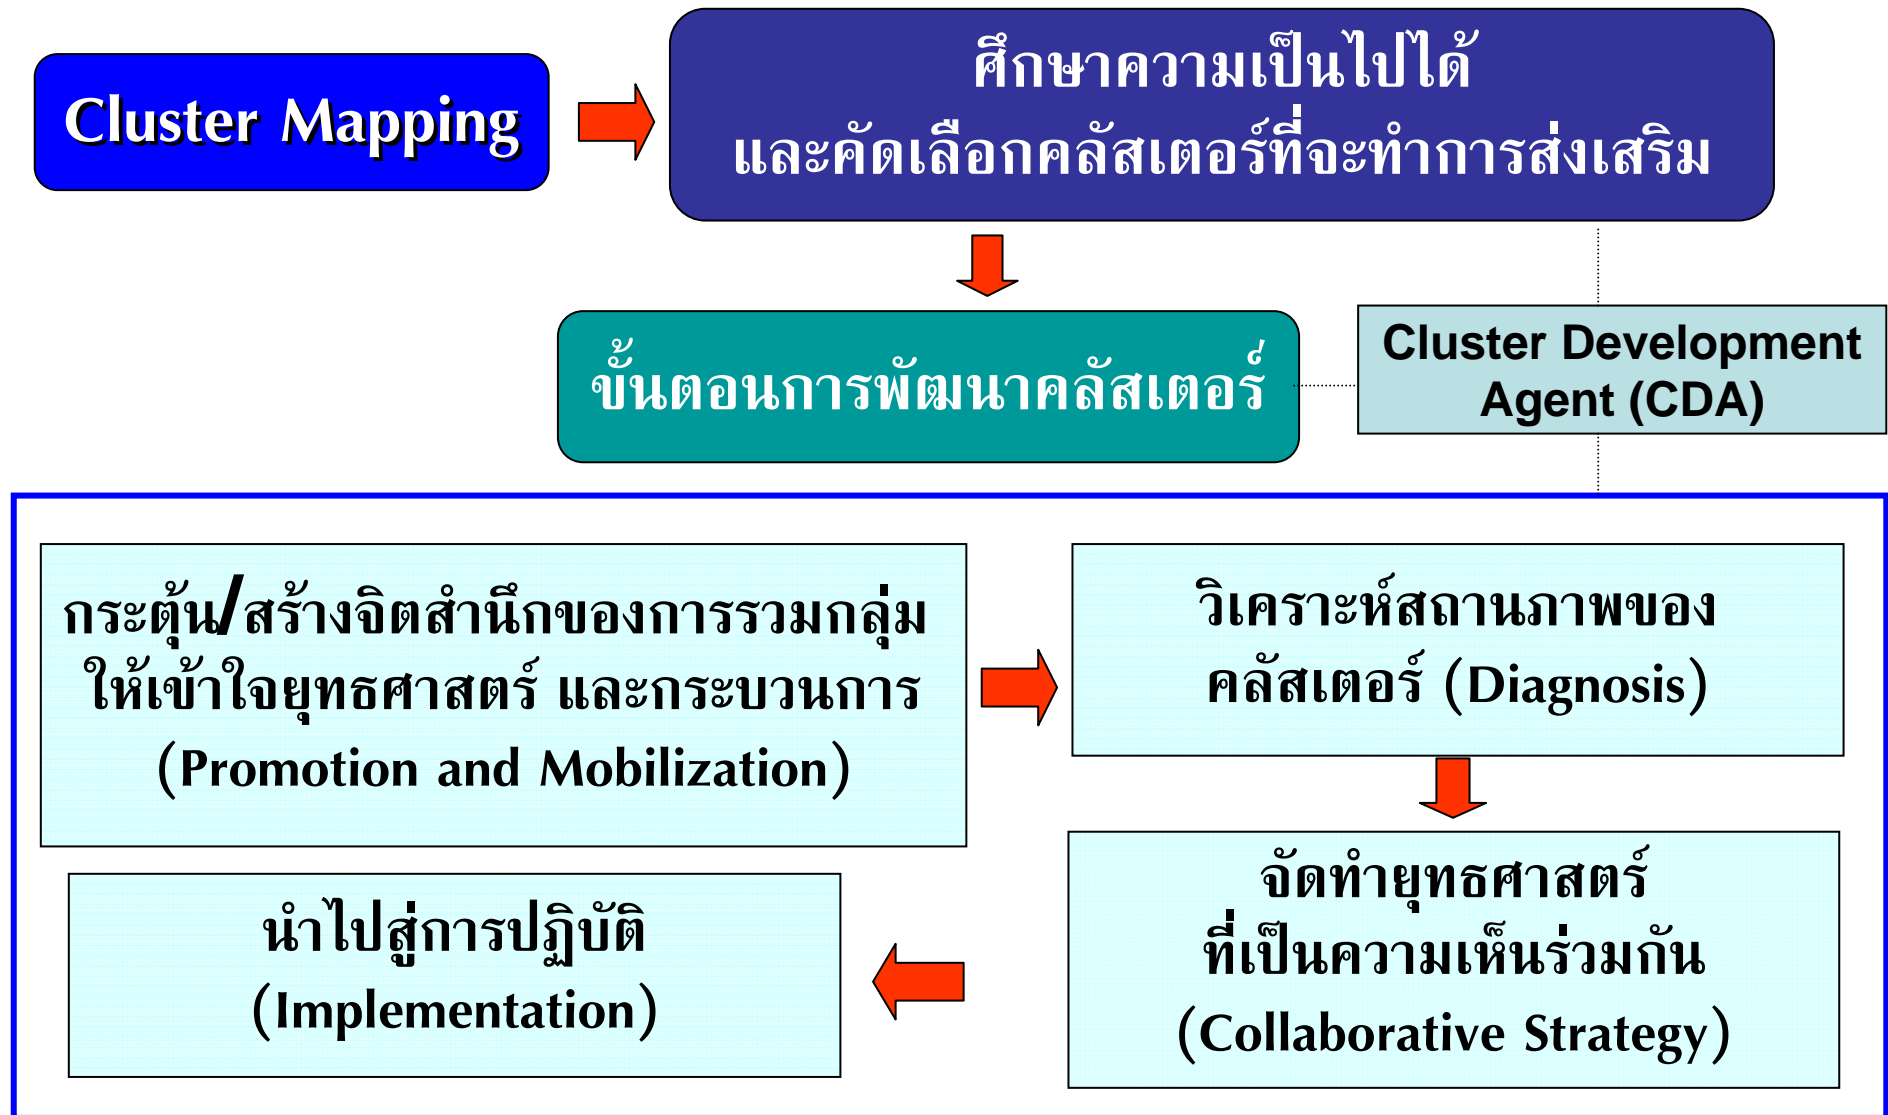 Cluster Mapping
ศึกษาความเป็นไปได้
และคัดเลือกคลัสเตอร์ที่จะทำการส่งเสริม
ขั้นตอนการพัฒนาคลัสเตอร์
Cluster Development
Agent (CDA)
กระตุ้น/สร้างจิตสำนึกของการรวมกลุ่ม
ให้เข้าใจยุทธศาสตร์ และกระบวนการ
(Promotion and Mobilization)
วิเคราะห์สถานภาพของ
คลัสเตอร์ (Diagnosis)
จัดทำยุทธศาสตร์
ที่เป็นความเห็นร่วมกัน
(Collaborative Strategy)
นำไปสู่การปฏิบัติ
(Implementation)